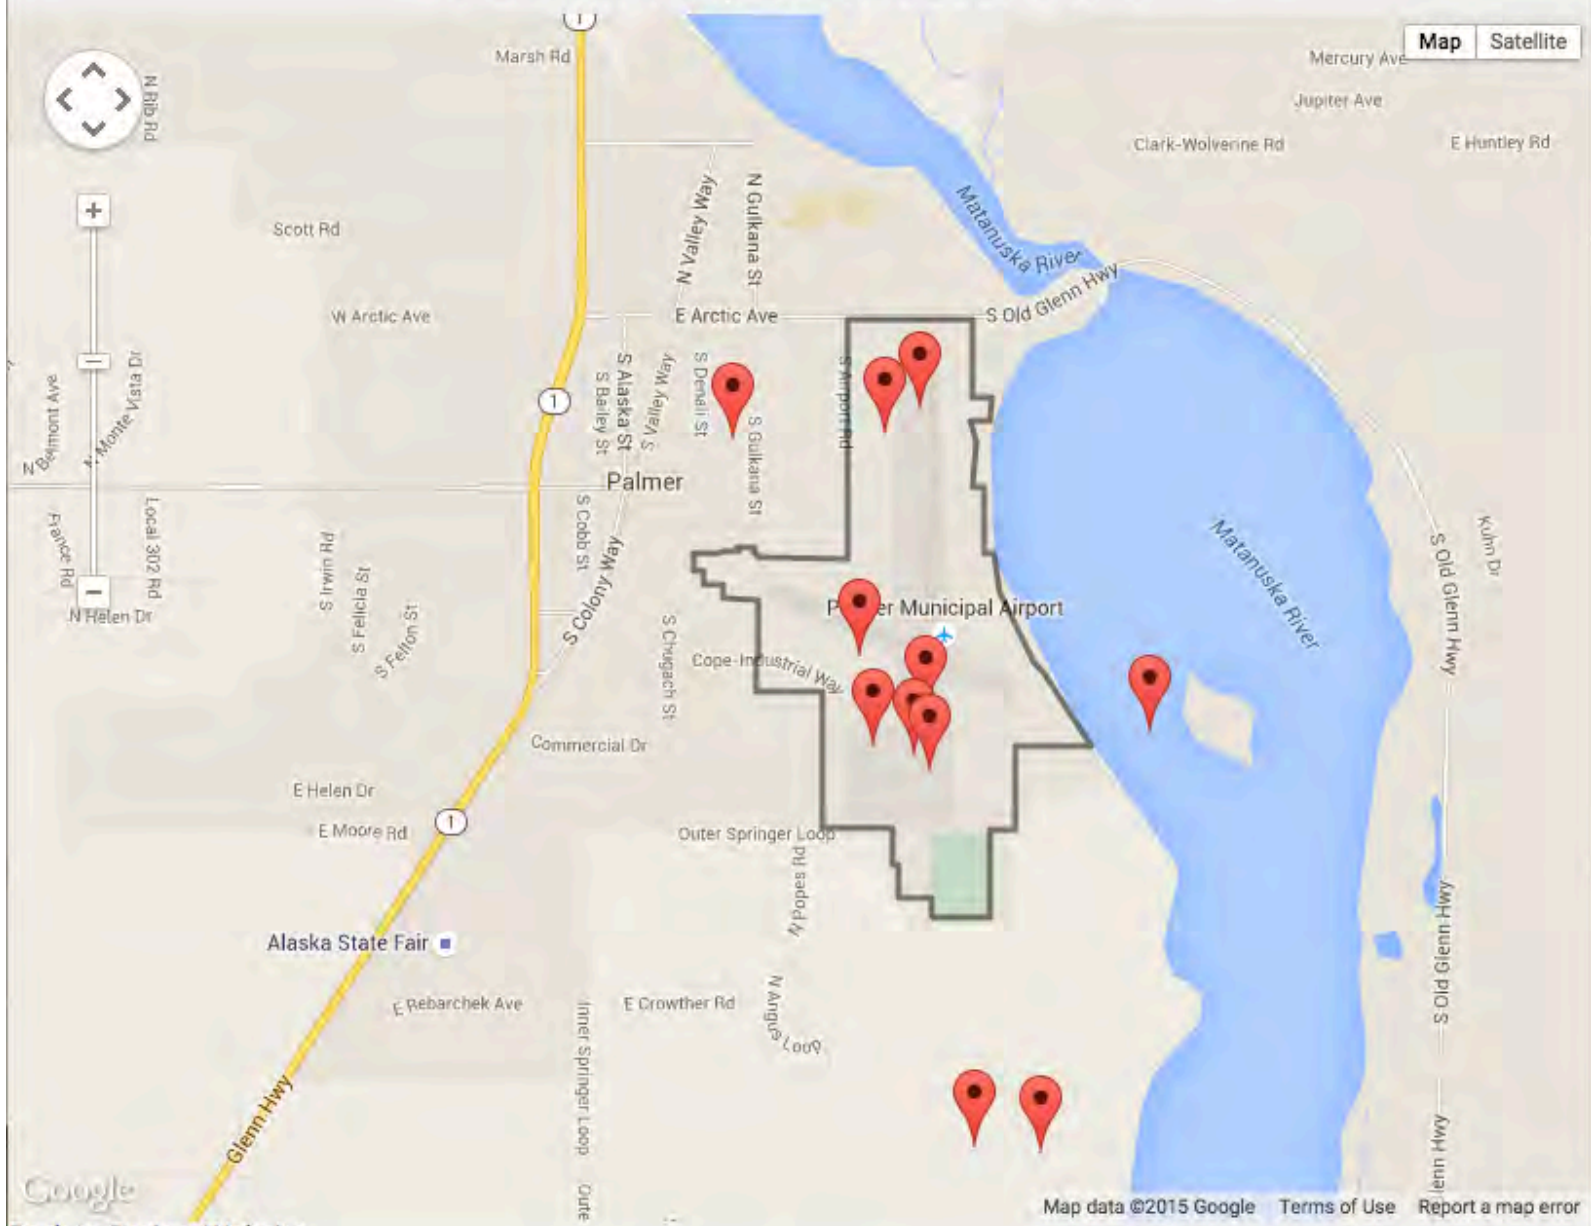 1
Marsh Rd
Map
Satellite
Mercury Ave
N Rib Rd
Jupiter Ave
Clark-Wolverine Rd
E Huntley Rd
N Valley Way
N Gulkana St
Scott Rd
Matanuska River
S Old Glenn Hwy
W Arctic Ave
E Arctic Ave
N Monte Vista Dr
N Belmont Ave
1
S Bailey St
S Alaska St
S Valley Way
S Denali St
S Gulkana St
S Airport Rd
Palmer
France Rd
Local 302 Rd
N Helen Dr
S Irwin Rd
S Felicia St
S Felton St
S Cobb St
S Colony Way
S Chugach St
Municipal Airport
Cope-Industrial Way
Matanuska River
S Old Glenn Hwy
Kuhn Dr
Commercial Dr
E Helen Dr
E Moore Rd
1
Outer Springer Loop
N Popes Rd
Alaska State Fair
E Rebarchek Ave
E Crowther Rd
N Angus Loop
Inner Springer Loop
S Old Glenn Hwy
Glenn Hwy
Oute
lenn Hwy
Google
Map data ©2015 Google
Terms of Use
Report a map error